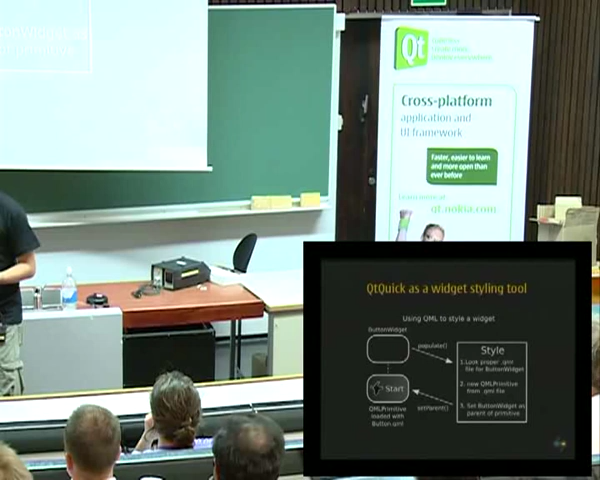 Qt
Cross-platform
application and
UI framework
Faster, easier to learn
and more open than
ever before
qt.nokia.com
QtQuick as a widget styling tool
Using QML to style a widget
ButtonWidget
populate()
Style
1.Look proper .qml
file for ButtonWidget
2. new QMLPrimitive
from .qml file
3. Set ButtonWidget as
parent of primitive
Start
setParent()
QMLPrimitive
loaded with
Button.qml